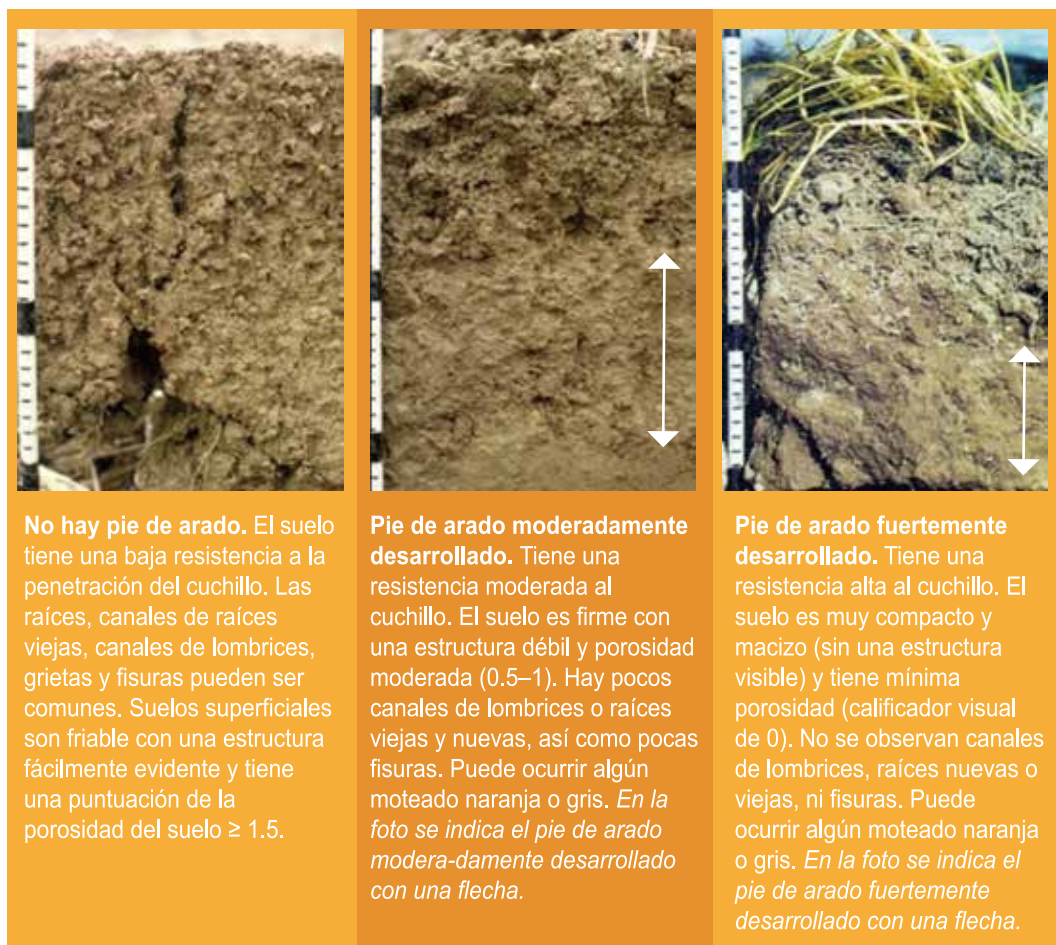 No hay pie de arado. El suelo
tiene una baja resistencia a la
penetración del cuchillo. Las
raíces, canales de raíces
viejas, canales de lombrices,
grietas y fisuras pueden ser
comunes. Suelos superficiales
son friable con una estructura
fácilmente evidente y tiene
una puntuación de la
porosidad del suelo ≥ 1.5.
Pie de arado moderadamente
desarrollado. Tiene una
resistencia moderada al
cuchillo. El suelo es firme con
una estructura débil y porosidad
moderada (0.5–1). Hay pocos
canales de lombrices o raíces
viejas y nuevas, así como pocas
fisuras. Puede ocurrir algún
moteado naranja o gris. En la
foto se indica el pie de arado
modera-damente desarrollado
con una flecha.
Pie de arado fuertemente
desarrollado. Tiene una
resistencia alta al cuchillo. El
suelo es muy compacto y
macizo (sin una estructura
visible) y tiene mínima
porosidad (calificador visual
de 0). No se observan canales
de lombrices, raíces nuevas o
viejas, ni fisuras. Puede
ocurrir algún moteado naranja
o gris. En la foto se indica el
pie de arado fuertemente
desarrollado con una flecha.